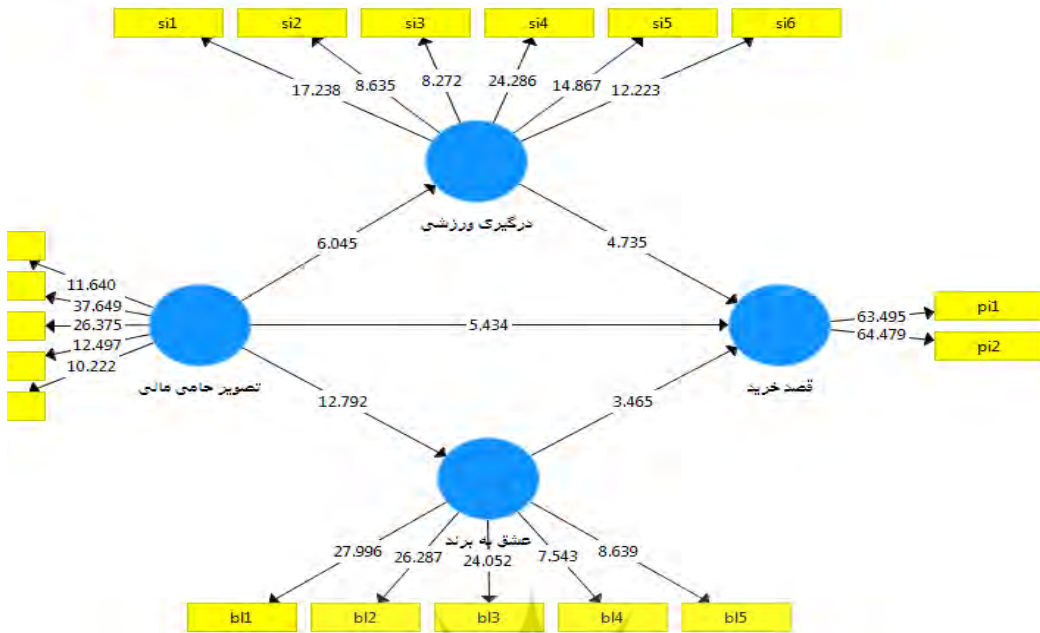 si1 si2 si3 si4 si5 si6
17.238 8.635 8.272 24.286 14.867 12.223
درگیری ورزشی
6.045 4.735
11.640
37.649
26.375
12.497
10.222
تصویر حامی مالی
5.434
63.495
64.479
pi1
pi2
قصد خرید
12.792 3.465
عشق به برند
27.996 26.287 24.052 7.543 8.639
bl1 bl2 bl3 bl4 bl5